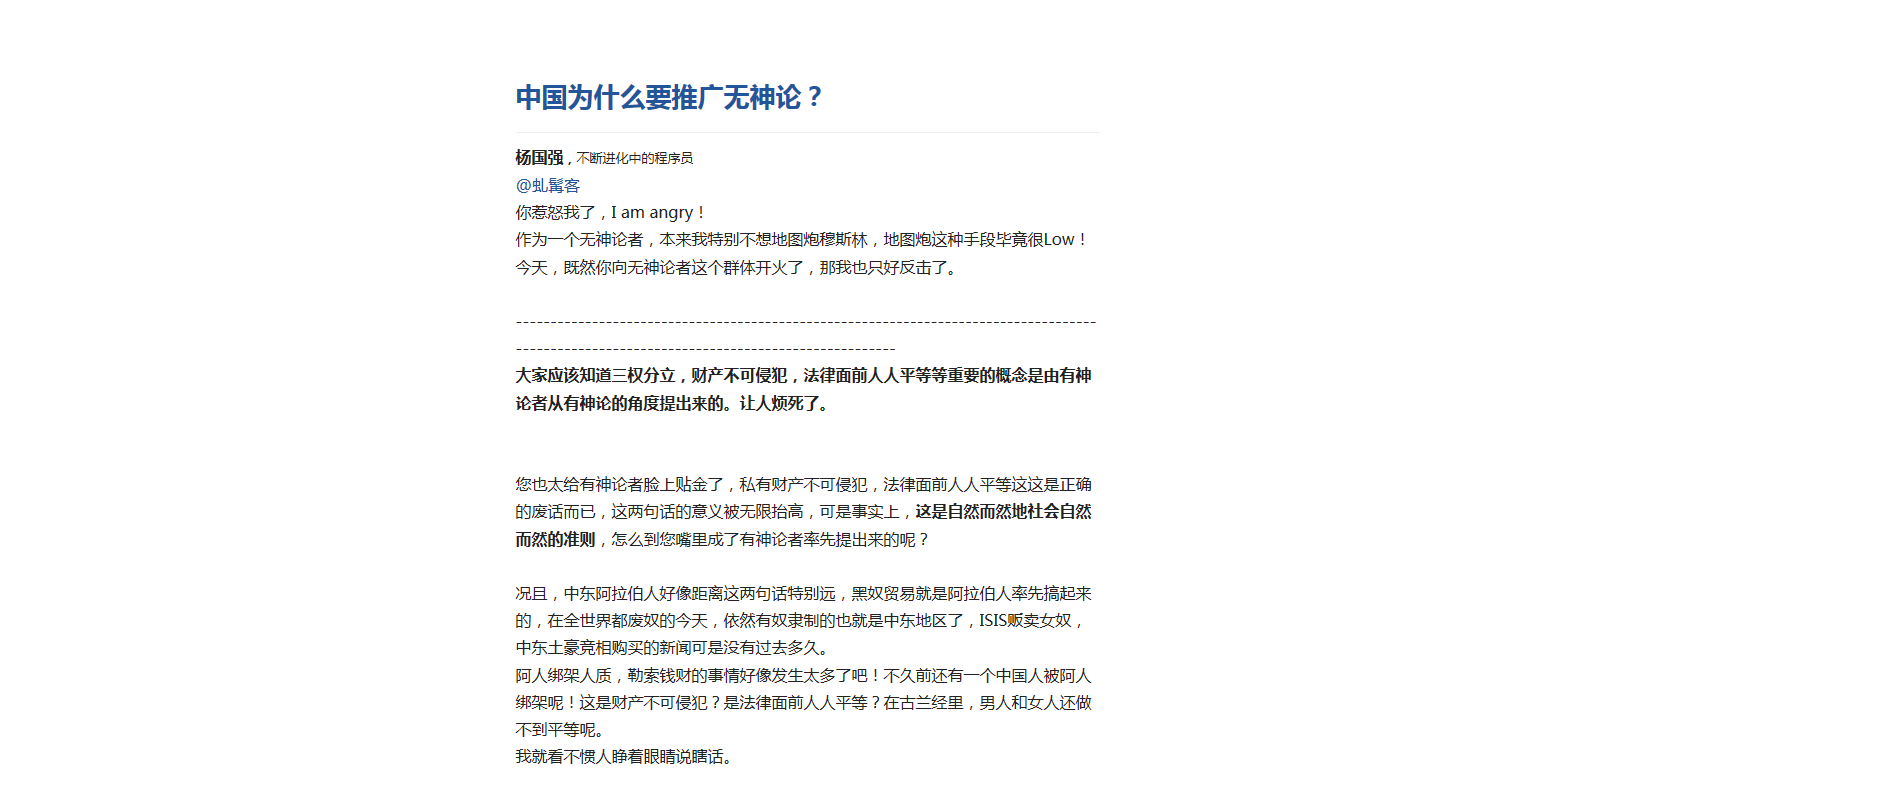 中国为什么要推广无神论？
杨国强，不断进化中的程序员
@虬髯客
你惹怒我了，I am angry！
作为一个无神论者，本来我特别不想地图炮穆斯林，地图炮这种手段毕竟很Low！
今天，既然你向无神论者这个群体开火了，那我也只好反击了。
------------------------------------------------------------------------------------
-------------------------------------------------------
大家应该知道三权分立，财产不可侵犯，法律面前人人平等等重要的概念是由有神
论者从有神论的角度提出来的。让人烦死了。
您也太给有神论者脸上贴金了，私有财产不可侵犯，法律面前人人平等这这是正确
的废话而已，这两句话的意义被无限抬高，可是事实上，这是自然而然地社会自然
而然的准则，怎么到您嘴里成了有神论者率先提出来的呢？
况且，中东阿拉伯人好像距离这两句话特别远，黑奴贸易就是阿拉伯人率先搞起来
的，在全世界都废奴的今天，依然有奴隶制的也就是中东地区了，ISIS贩卖女奴，
中东土豪竞相购买的新闻可是没有过去多久。
阿人绑架人质，勒索钱财的事情好像发生太多了吧！不久前还有一个中国人被阿人
绑架呢！这是财产不可侵犯？是法律面前人人平等？在古兰经里，男人和女人还做
不到平等呢。
我就看不惯人睁着眼睛说瞎话。